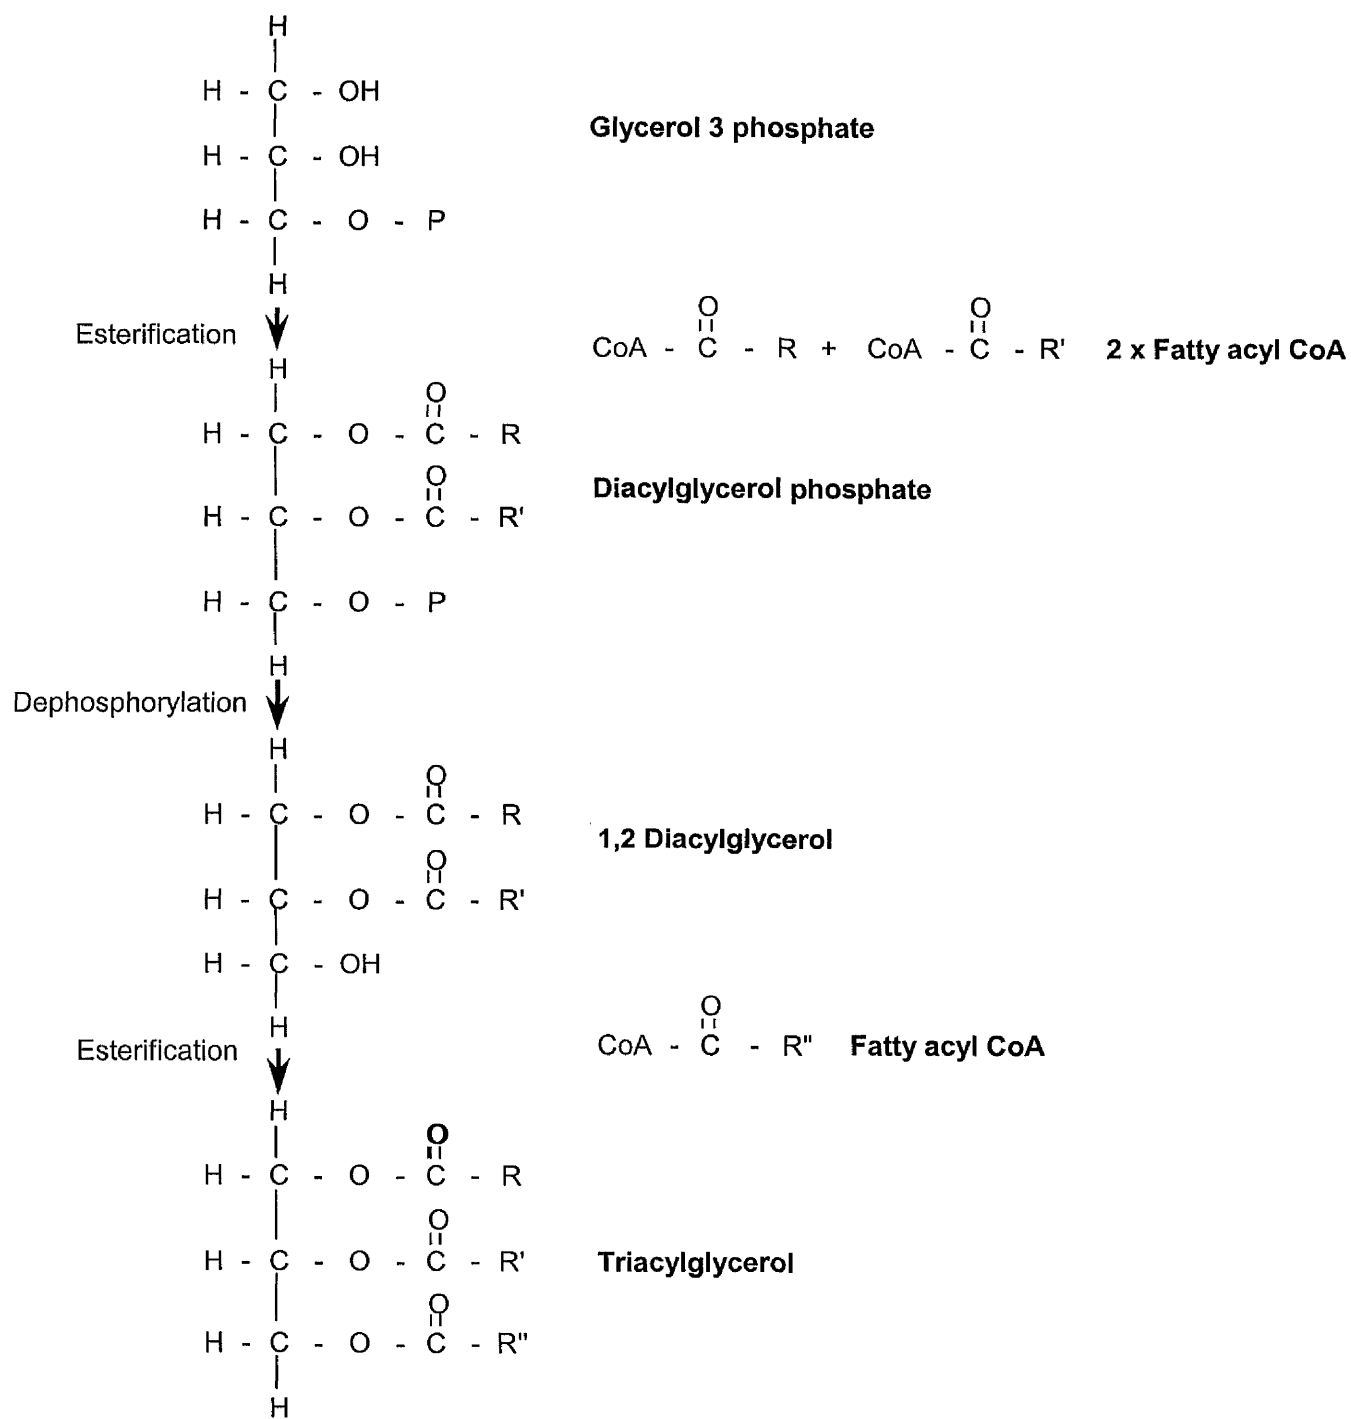 H
H - C - OH
Glycerol 3 phosphate
H - C - OH
H - C - O - P
H
Esterification
O O
CoA - C - R + CoA - C - R' 2 x Fatty acyl CoA
H
O
H - C - O - C - R
O
Diacylglycerol phosphate
H - C - O - C - R'
H - C - O - P
H
Dephosphorylation
H
O
H - C - O - C - R
1,2 Diacylglycerol
O
H - C - O - C - R'
H - C - OH
H
Esterification
O
CoA - C - R" Fatty acyl CoA
H
O
H - C - O - C - R
O
H - C - O - C - R'
Triacylglycerol
O
H - C - O - C - R"
H